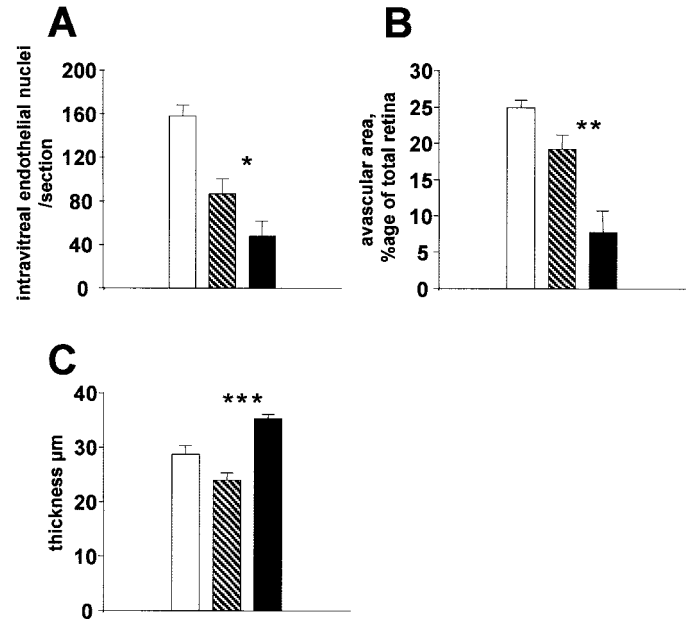 A
intravitreal endothelial nuclei
/section
200
160
120
80
40
0
*
B
avascular area,
%age of total retina
30
25
20
15
10
5
0
**
C
thickness µm
40
30
20
10
0
***